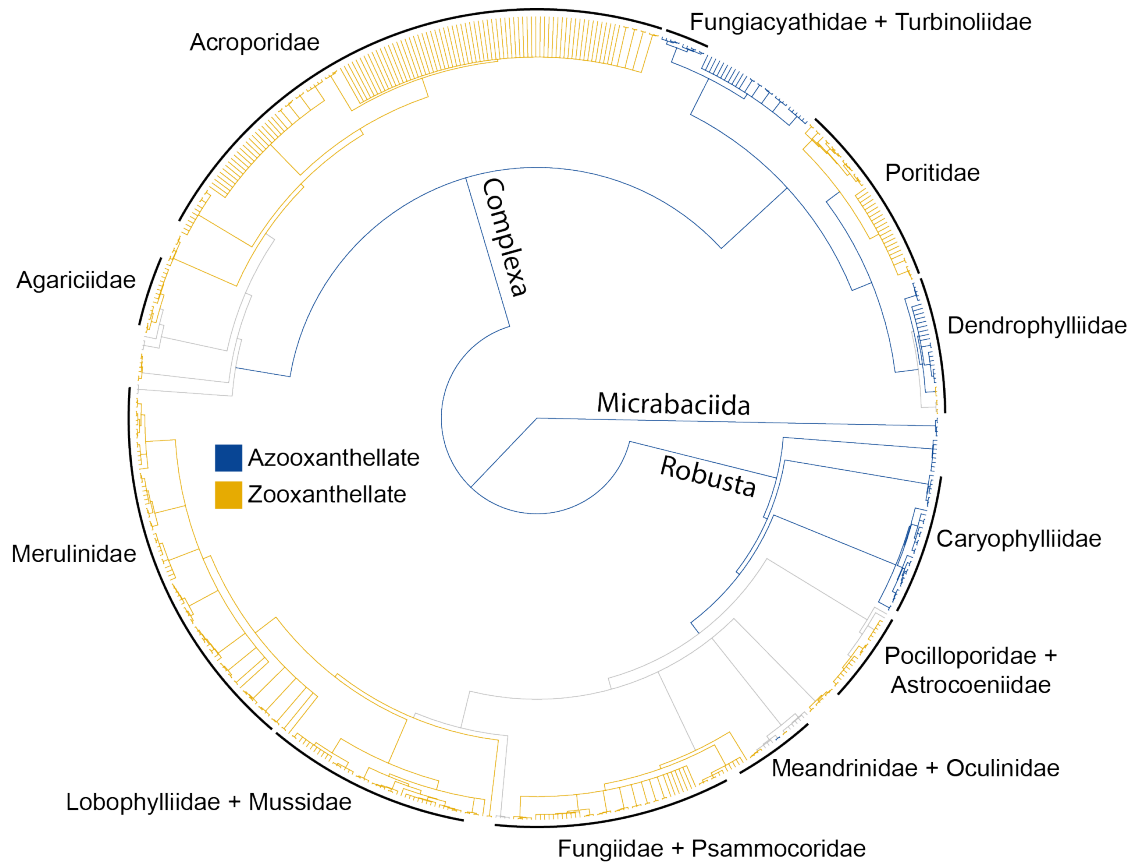 Fungiacyathidae + Turbinoliidae
Acroporidae
Poritidae
Complexa
Agariciidae
Dendrophylliidae
Micrabaciida
Azooxanthellate
Robusta
Zooxanthellate
Caryophylliidae
Merulinidae
Pocilloporidae +
Astrocoeniidae
Meandrinidae + Oculinidae
Lobophylliidae + Mussidae
Fungiidae + Psammocoridae